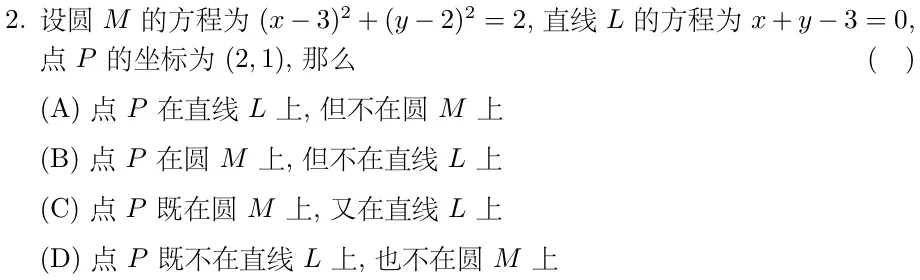 2. 设圆 M 的方程为 (x − 3)² + (y − 2)² = 2, 直线 L 的方程为 x + y − 3 = 0,
点 P 的坐标为 (2, 1), 那么 ( )
(A) 点 P 在直线 L 上, 但不在圆 M 上
(B) 点 P 在圆 M 上, 但不在直线 L 上
(C) 点 P 既在圆 M 上, 又在直线 L 上
(D) 点 P 既不在直线 L 上, 也不在圆 M 上